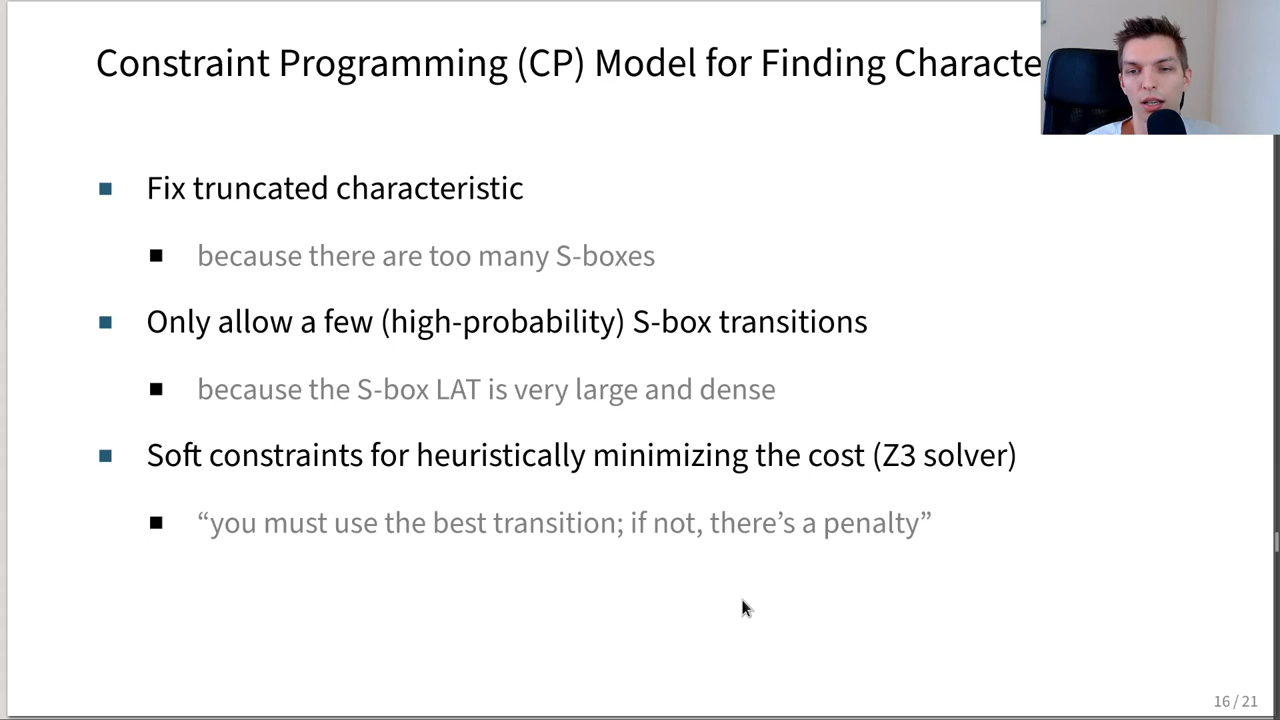 Constraint Programming (CP) Model for Finding Characte
Fix truncated characteristic
because there are too many S-boxes
Only allow a few (high-probability) S-box transitions
because the S-box LAT is very large and dense
Soft constraints for heuristically minimizing the cost (Z3 solver)
“you must use the best transition; if not, there’s a penalty”
16 / 21